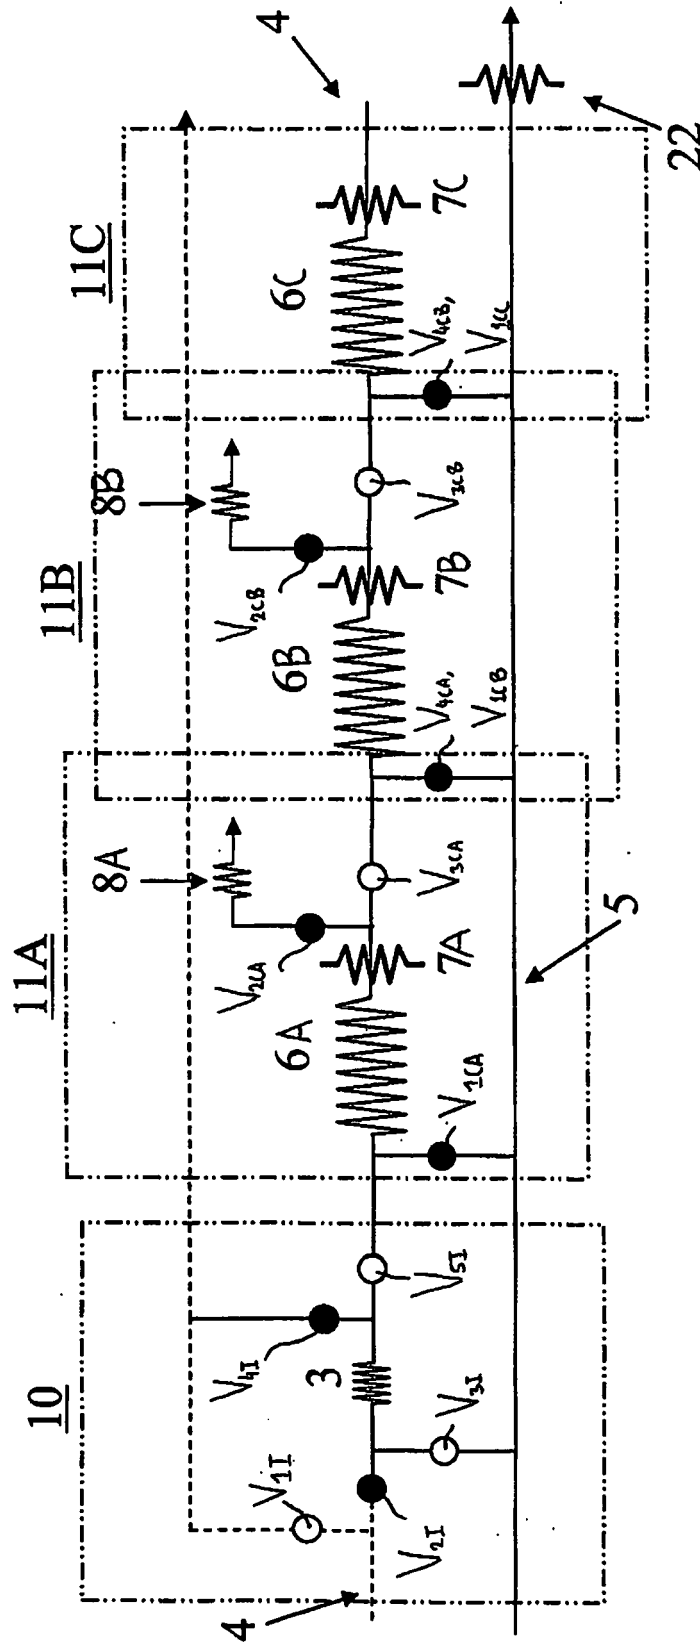 10
11A
11B
11C
4
V1I
V4I
8A
8B
V2CA
V2CB
3
6A
6B
6C
4
V2I
V3I
V5I
V1CA
7A
V3CA
V4CA,
V1CB
7B
V3CB
V4CB,
V1CC
7C
5
22